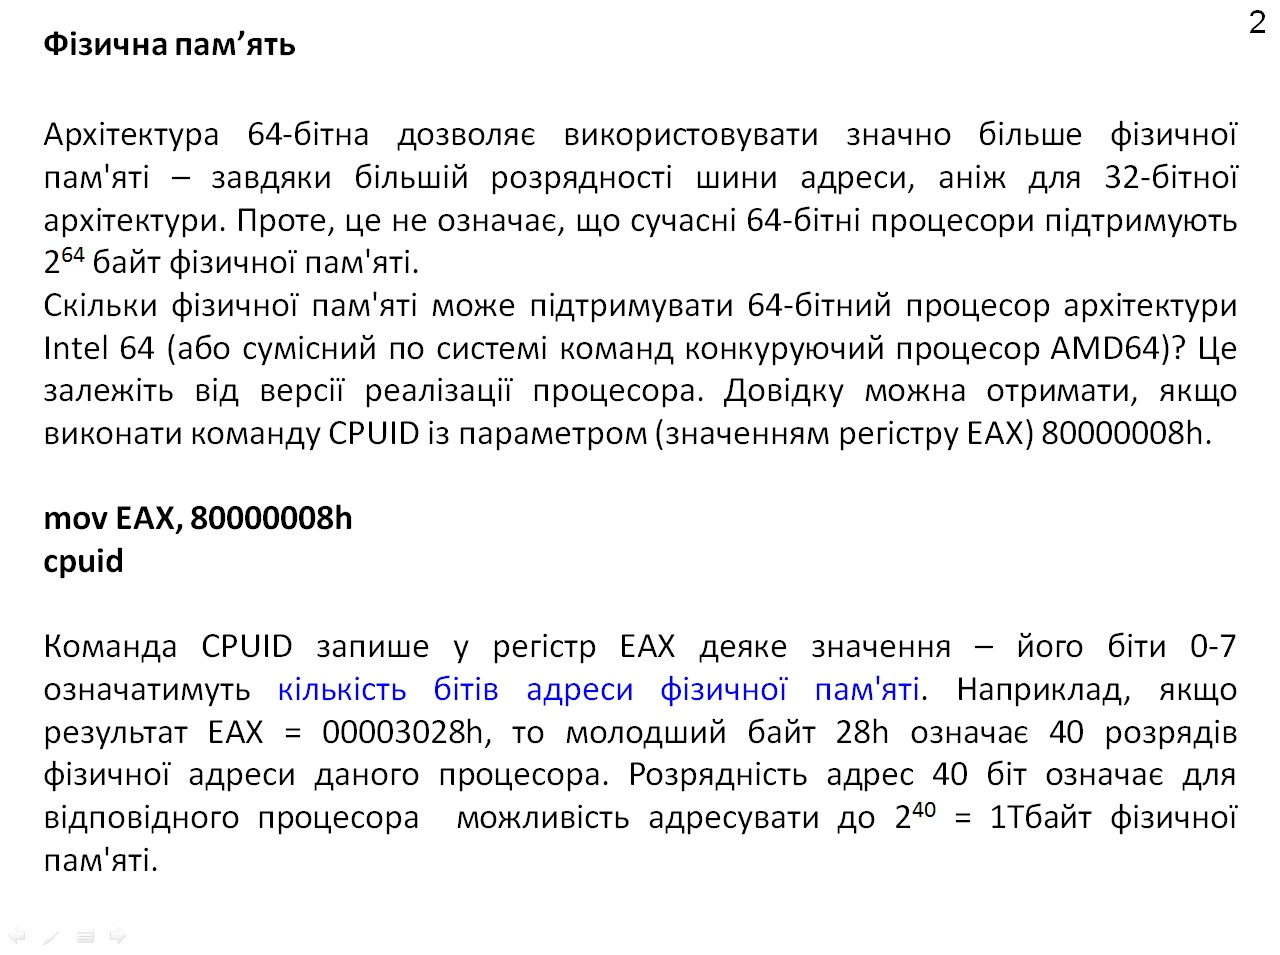 2
Фізична пам’ять
Архітектура 64-бітна дозволяє використовувати значно більше фізичної
пам'яті – завдяки більшій розрядності шини адреси, аніж для 32-бітної
архітектури. Проте, це не означає, що сучасні 64-бітні процесори підтримують
2⁶⁴ байт фізичної пам'яті.
Скільки фізичної пам'яті може підтримувати 64-бітний процесор архітектури
Intel 64 (або сумісний по системі команд конкуруючий процесор AMD64)? Це
залежіть від версії реалізації процесора. Довідку можна отримати, якщо
виконати команду CPUID із параметром (значенням регістру EAX) 80000008h.
mov EAX, 80000008h
cpuid
Команда CPUID запише у регістр EAX деяке значення – його біти 0-7
означатимуть кількість бітів адреси фізичної пам'яті. Наприклад, якщо
результат EAX = 00003028h, то молодший байт 28h означає 40 розрядів
фізичної адреси даного процесора. Розрядність адрес 40 біт означає для
відповідного процесора можливість адресувати до 2⁴⁰ = 1Тбайт фізичної
пам'яті.